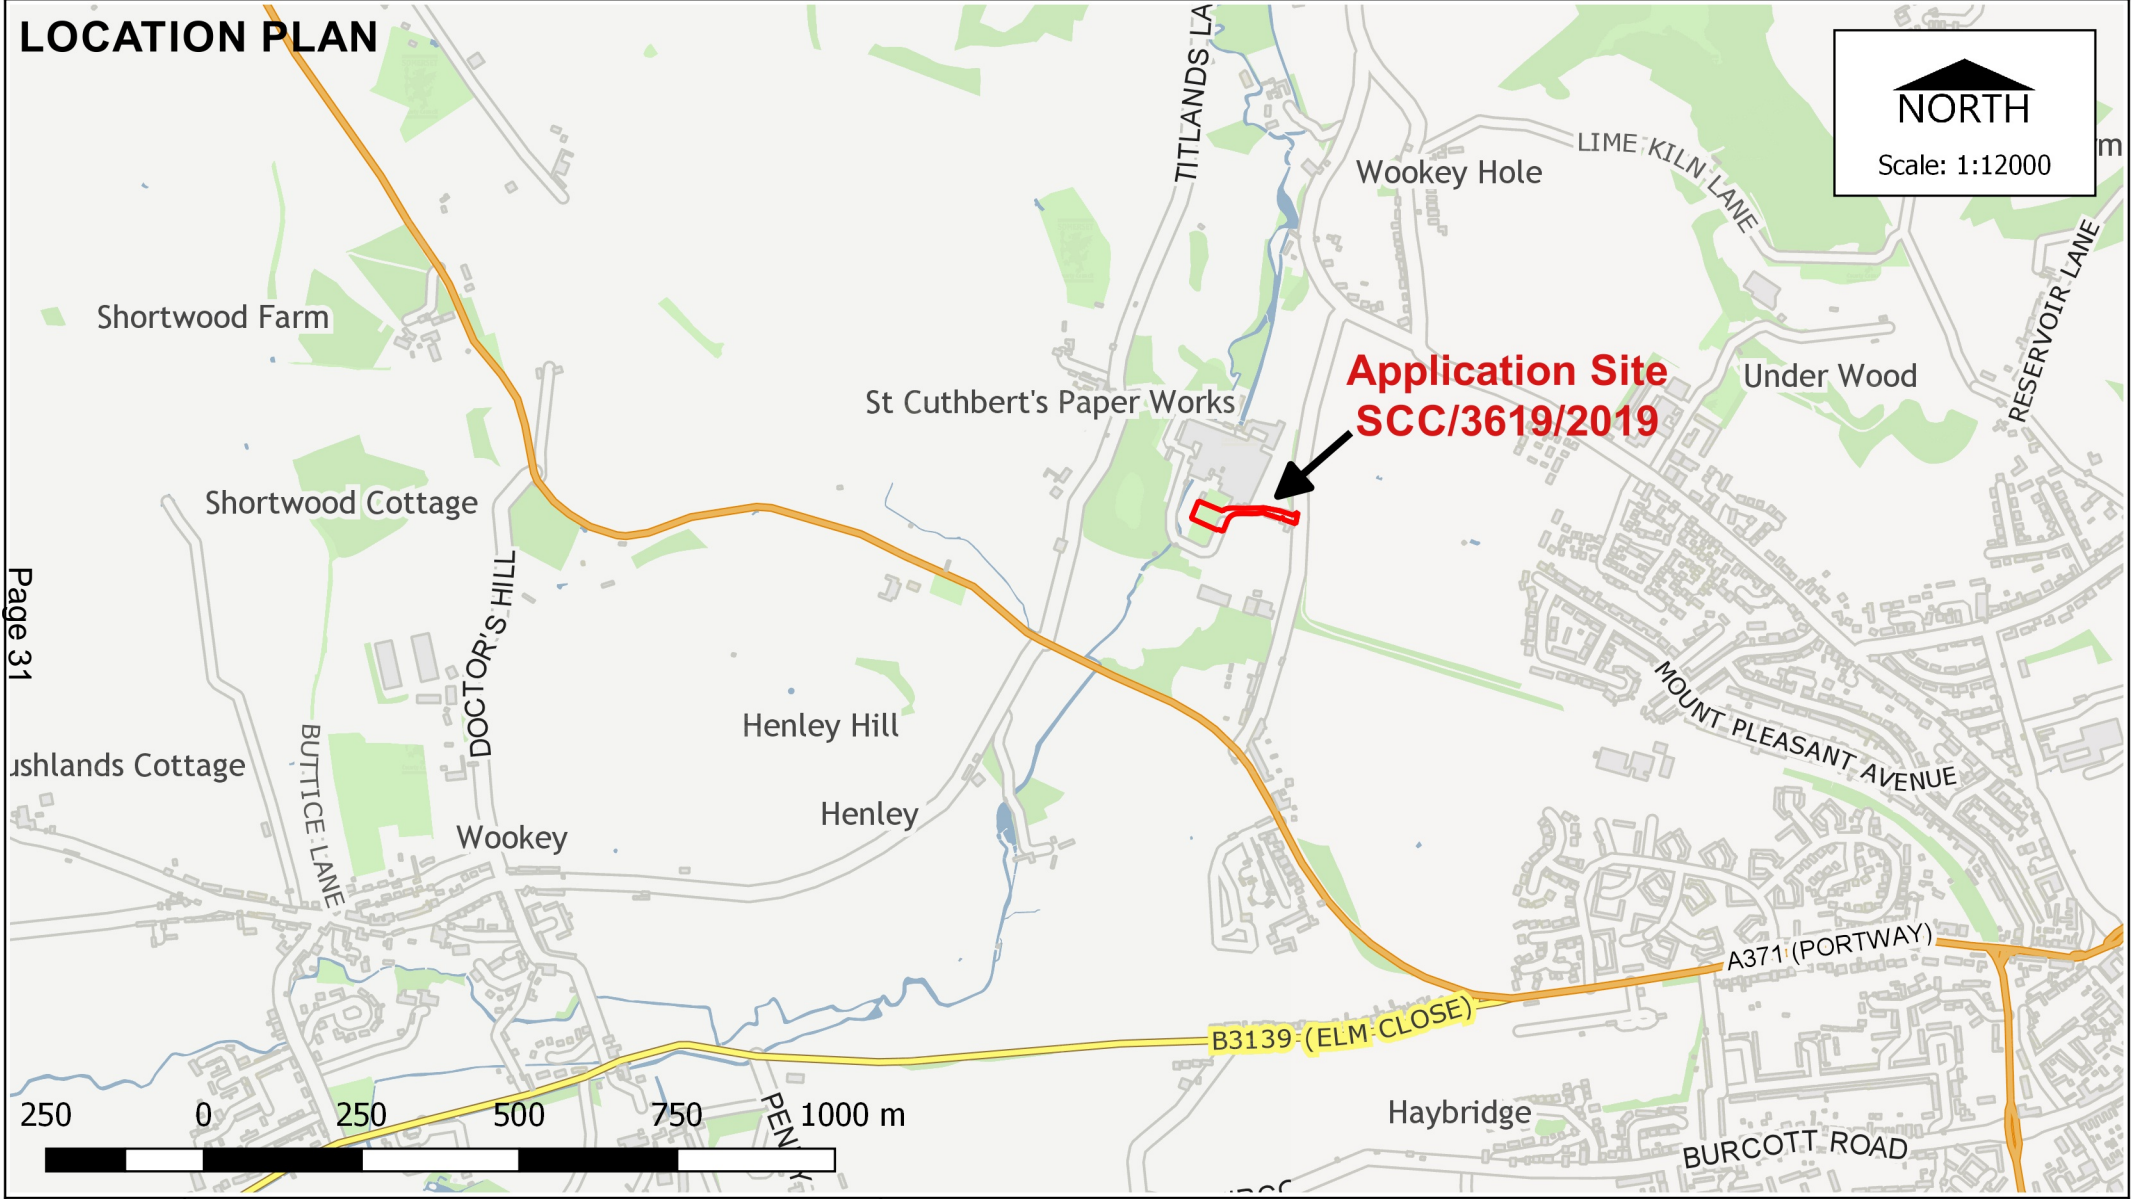 LOCATION PLAN
TITLANDS LA
NORTH
Scale: 1:12000
LIME KILN LANE
Wookey Hole
RESERVOIR LANE
Shortwood Farm
Application Site
SCC/3619/2019
Under Wood
St Cuthbert's Paper Works
Shortwood Cottage
Page 31
DOCTOR'S HILL
MOUNT PLEASANT AVENUE
Henley Hill
ushlands Cottage
BUTTICE LANE
Henley
Wookey
A371 (PORTWAY)
B3139 (ELM CLOSE)
250 0 250 500 750 1000 m
PENNY
Haybridge
BURCOTT ROAD